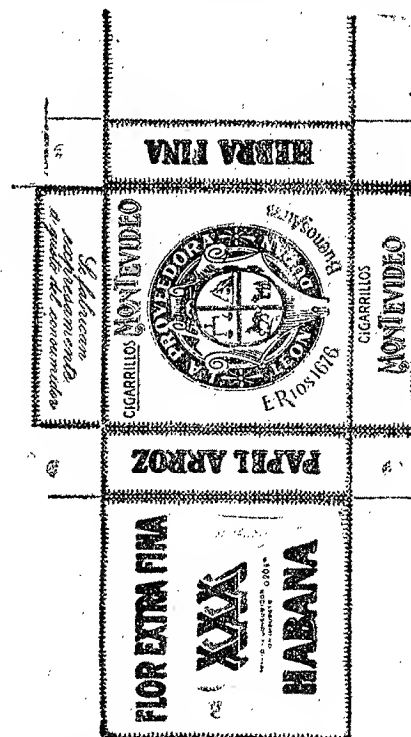 HEBRA FINA
Se fabrican
expresamente
a gusto del consumidor
CIGARRILLOS MONTEVIDEO
LA PROVEEDORA
NOEL
Buenos Aires
E. Rios 1676
CIGARRILLOS
MONTEVIDEO
PAPEL ARROZ
FLOR EXTRA FINA
XXX
HABANA